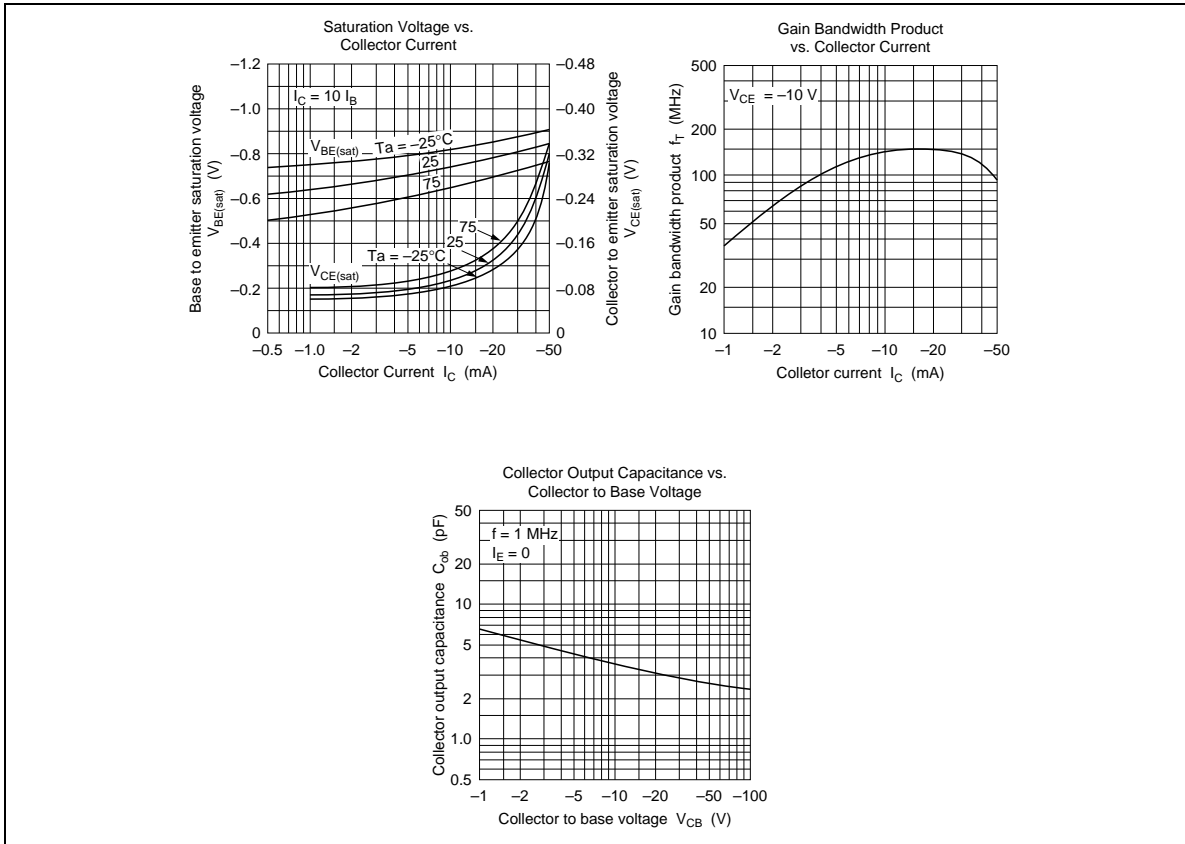 Saturation Voltage vs.
Collector Current
Base to emitter saturation voltage
V_BE(sat) (V)
–1.2
–1.0
–0.8
–0.6
–0.4
–0.2
0
I_C = 10 I_B
V_BE(sat)
Ta = –25°C
25
75
75
25
Ta = –25°C
V_CE(sat)
–0.48
–0.40
–0.32
–0.24
–0.16
–0.08
0
Collector to emitter saturation voltage
V_CE(sat) (V)
–0.5 –1.0 –2 –5 –10 –20 –50
Collector Current I_C (mA)
Gain Bandwidth Product
vs. Collector Current
Gain bandwidth product f_T (MHz)
500
200
100
50
20
10
V_CE = –10 V
–1 –2 –5 –10 –20 –50
Colletor current I_C (mA)
Collector Output Capacitance vs.
Collector to Base Voltage
Collector output capacitance C_ob (pF)
50
20
10
5
2
1.0
0.5
f = 1 MHz
I_E = 0
–1 –2 –5 –10 –20 –50 –100
Collector to base voltage V_CB (V)